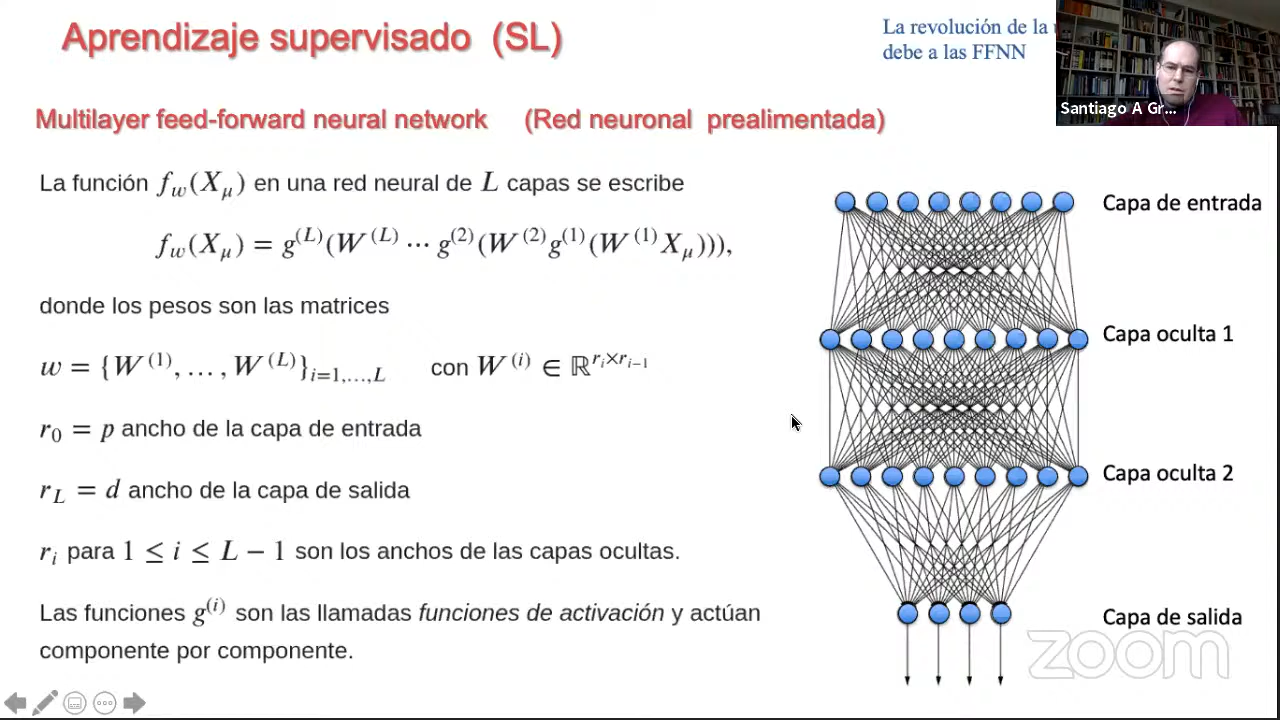 Aprendizaje supervisado (SL)
La revolución de la
debe a las FFNN
Santiago A Gr...
Multilayer feed-forward neural network (Red neuronal prealimentada)
La función f_w(X_μ) en una red neural de L capas se escribe
f_w(X_μ) = g^(L)(W^(L) ⋯ g^(2)(W^(2)g^(1)(W^(1)X_μ))),
donde los pesos son las matrices
w = {W^(1), … , W^(L)}_{i=1,…,L} con W^(i) ∈ ℝ^{r_i×r_{i−1}}
r_0 = p ancho de la capa de entrada
r_L = d ancho de la capa de salida
r_i para 1 ≤ i ≤ L − 1 son los anchos de las capas ocultas.
Las funciones g^(i) son las llamadas funciones de activación y actúan
componente por componente.
Capa de entrada
Capa oculta 1
Capa oculta 2
Capa de salida
zoom